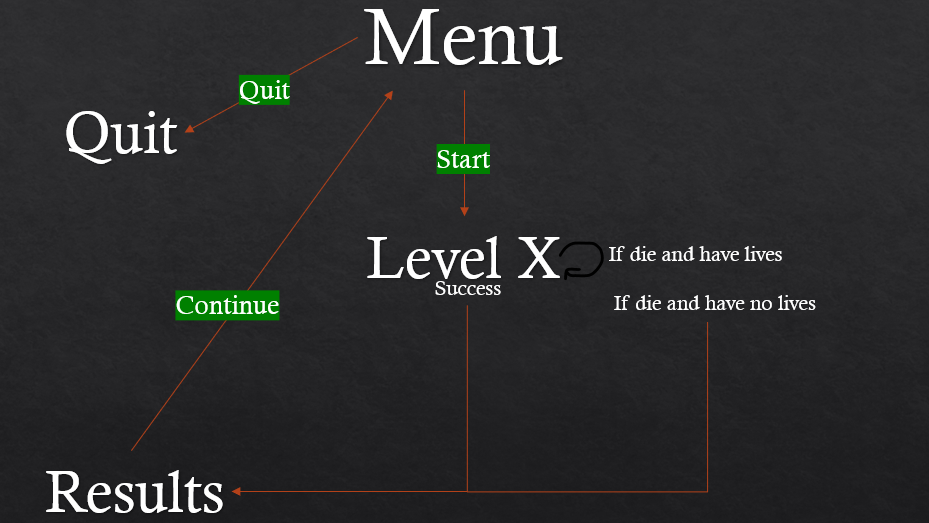 Menu
Quit
Quit
Start
Level X
If die and have lives
Success
If die and have no lives
Continue
Results